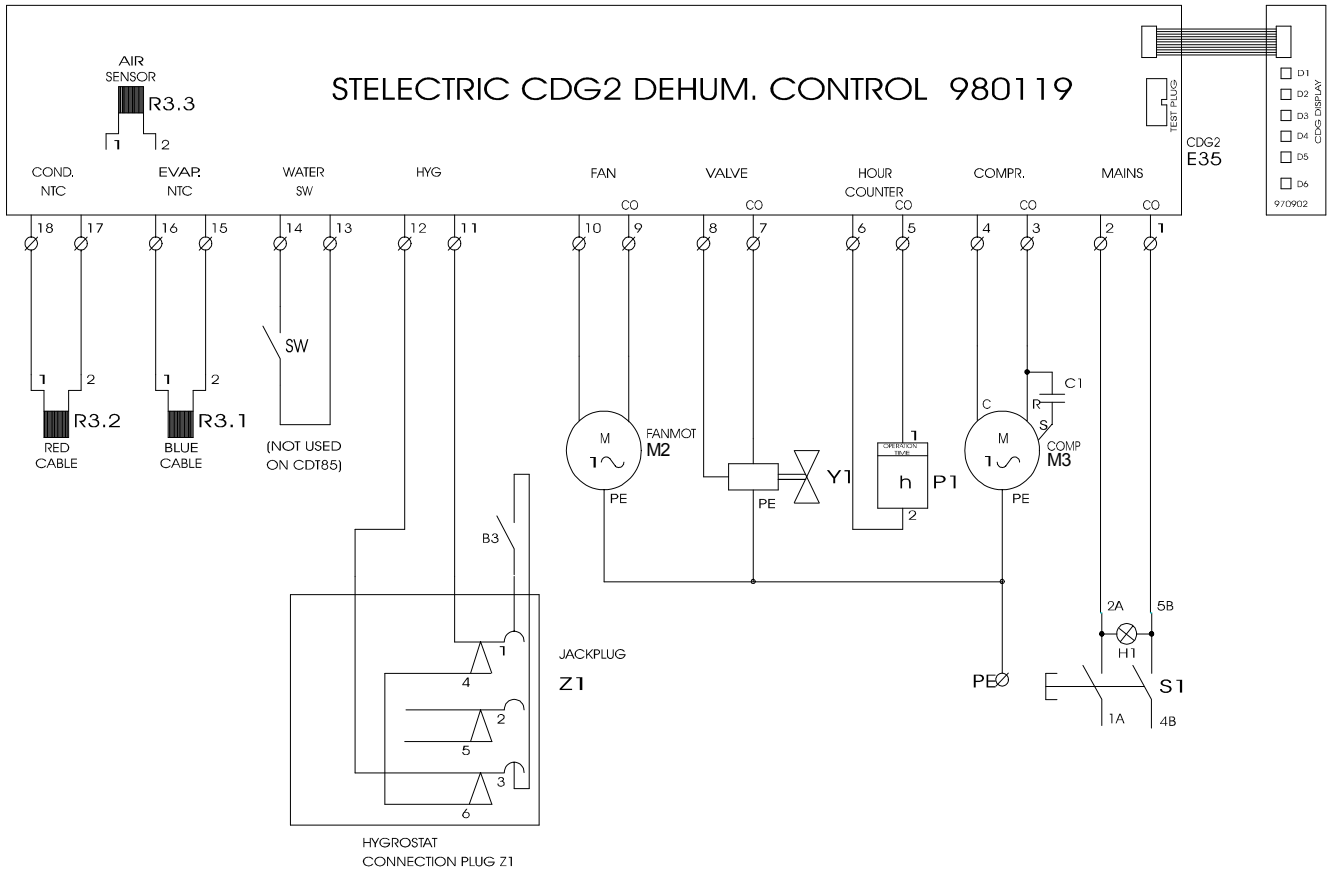 AIR
SENSOR
R3.3
1 2
STELECTRIC CDG2 DEHUM. CONTROL 980119
TEST PLUG
CDG2
E35
D1
D2
D3
D4
D5
D6
CDG DISPLAY
970902
COND.
NTC
EVAP.
NTC
WATER
SW
HYG
FAN
CO
VALVE
CO
HOUR
COUNTER
CO
COMPR.
CO
MAINS
CO
18 17 16 15 14 13 12 11 10 9 8 7 6 5 4 3 2 1
1 2
R3.2
RED
CABLE
1 2
R3.1
BLUE
CABLE
SW
(NOT USED
ON CDT85)
B3
M
1
PE
FANMOT
M2
PE
Y1
1
OPERATION
TIME
h
2
P1
C
R
S
C1
M
1
PE
COMP
M3
PE
2A 5B
H1
S1
1A 4B
1
4
2
5
3
6
JACKPLUG
Z1
HYGROSTAT
CONNECTION PLUG Z1